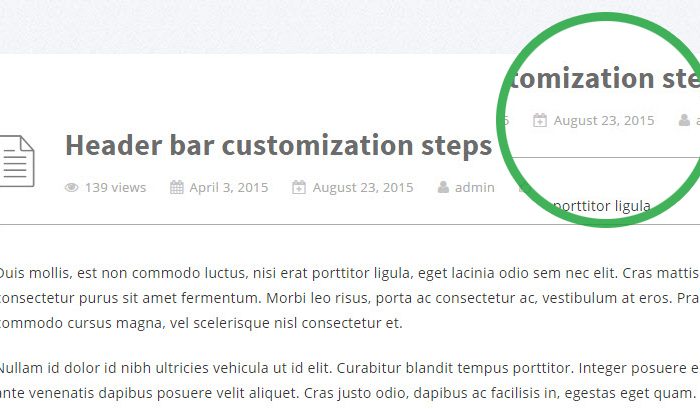 tomization ste
5 August 23, 2015 a
Header bar customization steps
139 views April 3, 2015 August 23, 2015 admin
porttitor ligula
Duis mollis, est non commodo luctus, nisi erat porttitor ligula, eget lacinia odio sem nec elit. Cras mattis
consectetur purus sit amet fermentum. Morbi leo risus, porta ac consectetur ac, vestibulum at eros. Pra
commodo cursus magna, vel scelerisque nisl consectetur et.
Nullam id dolor id nibh ultricies vehicula ut id elit. Curabitur blandit tempus porttitor. Integer posuere e
ante venenatis dapibus posuere velit aliquet. Cras justo odio, dapibus ac facilisis in, egestas eget quam.